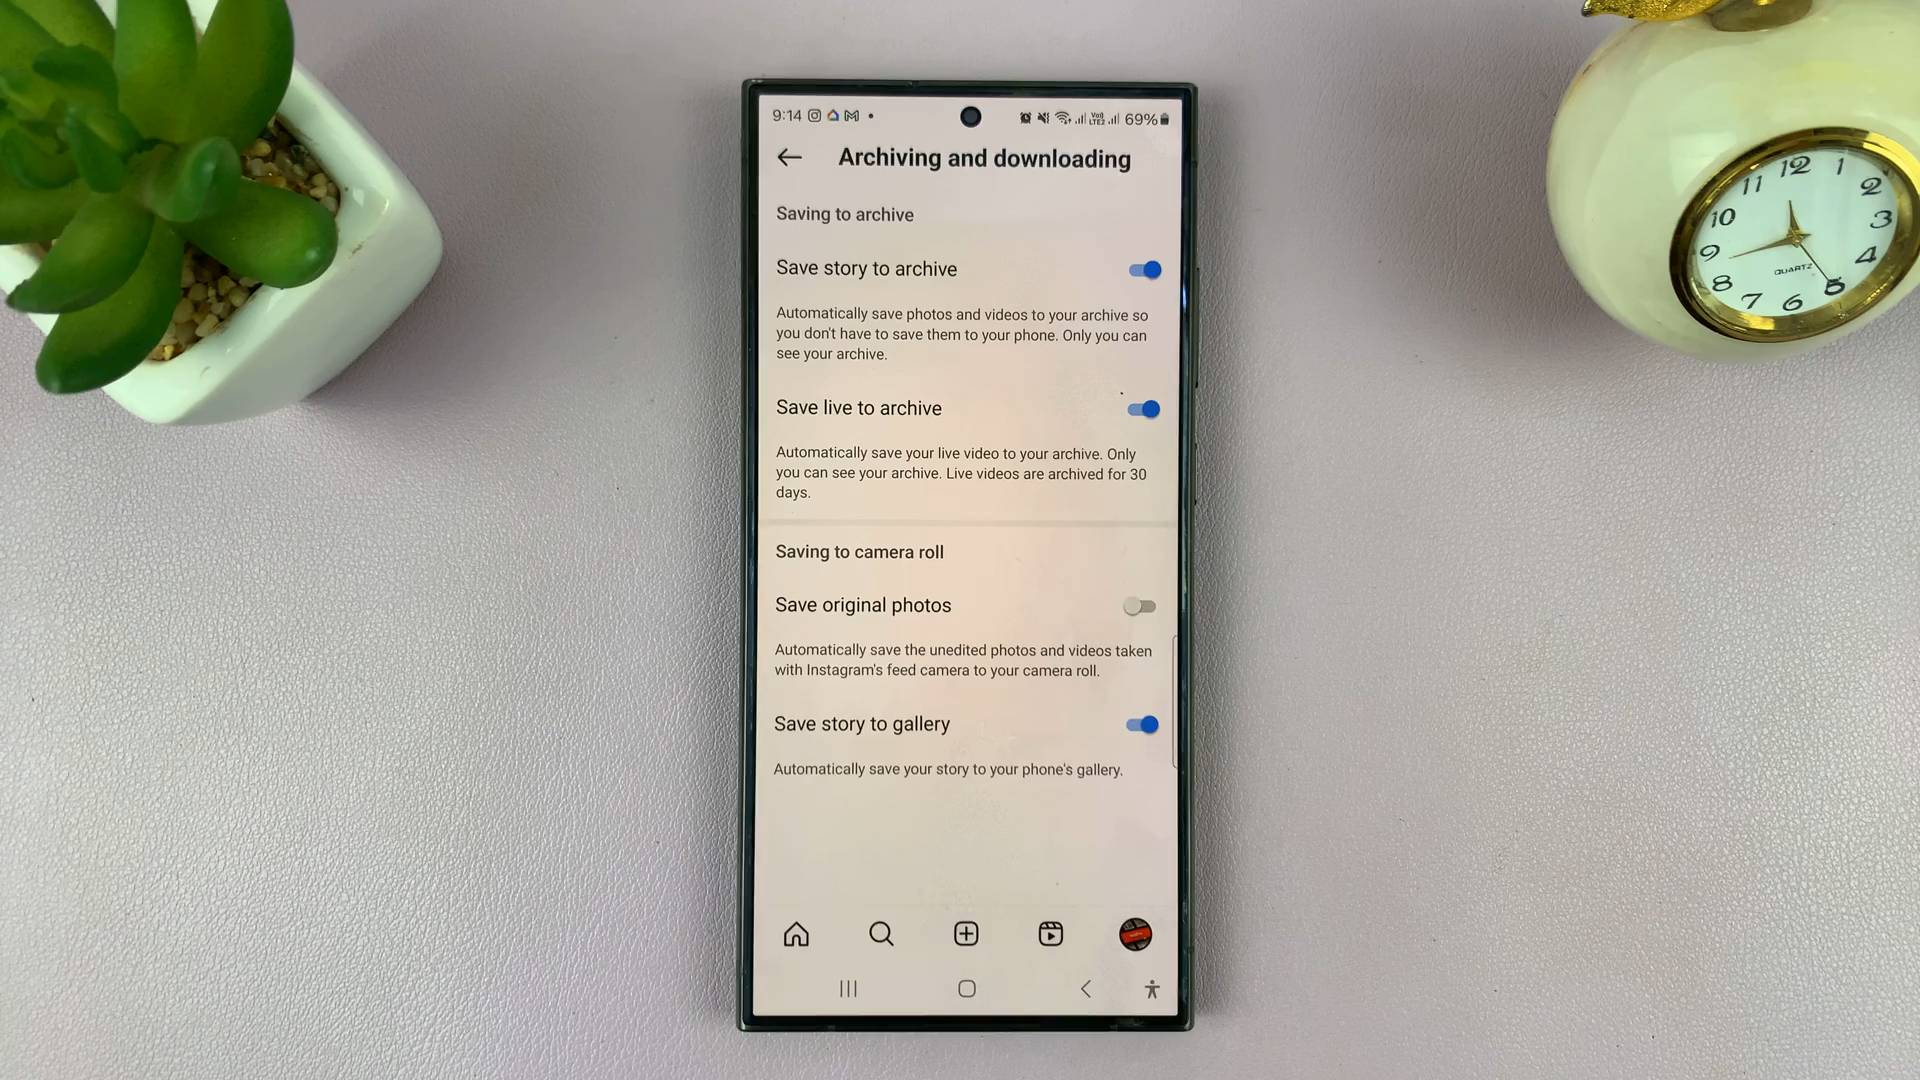 9:14 69%
Archiving and downloading
Saving to archive
Save story to archive
Automatically save photos and videos to your archive so
you don't have to save them to your phone. Only you can
see your archive.
Save live to archive
Automatically save your live video to your archive. Only
you can see your archive. Live videos are archived for 30
days.
Saving to camera roll
Save original photos
Automatically save the unedited photos and videos taken
with Instagram's feed camera to your camera roll.
Save story to gallery
Automatically save your story to your phone's gallery.
12
1
2
3
4
5
6
7
8
9
10
11
QUARTZ